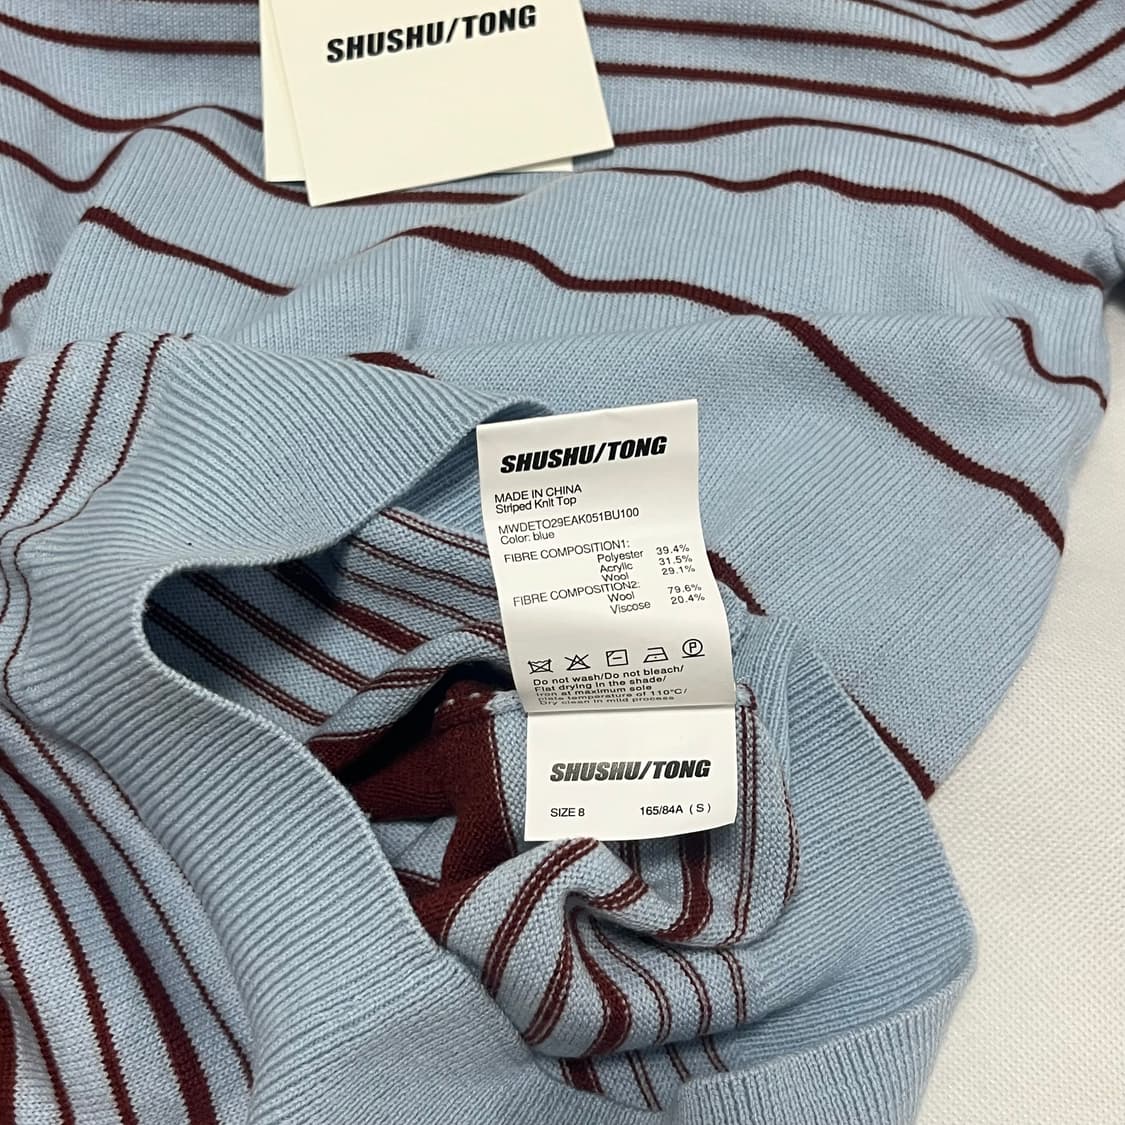 SHUSHU/TONG
SHUSHU/TONG
MADE IN CHINA
Striped Knit Top
MWDETO29EAK051BU100
Color: blue
FIBRE COMPOSITION1:
Polyester 39.4%
Acrylic 31.5%
Wool 29.1%
FIBRE COMPOSITION2:
Wool 79.6%
Viscose 20.4%
P
Do not wash/Do not bleach/
Flat drying in the shade/
Iron at maximum sole
plate temperature of 110°C/
Dry clean in mild process
SHUSHU/TONG
SIZE 8 165/84A ( S )